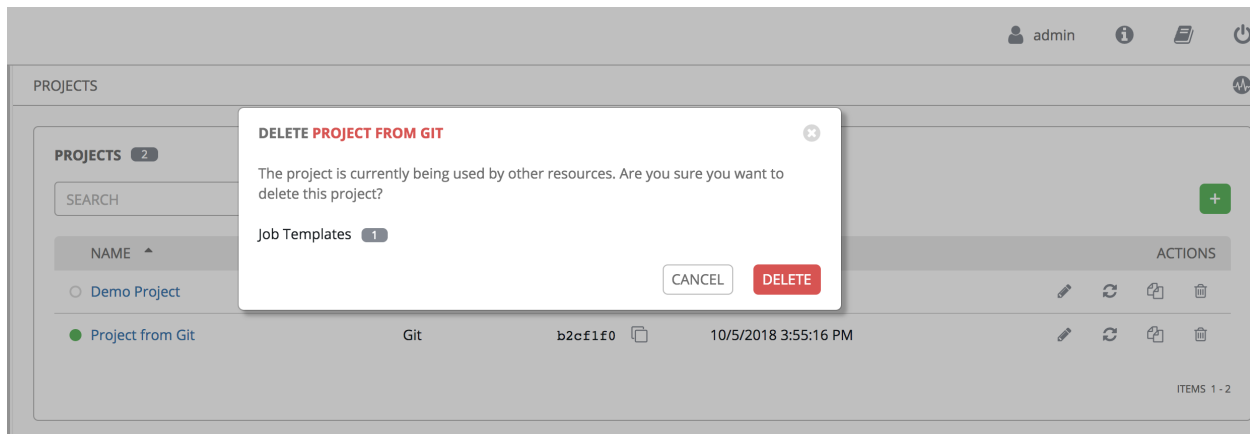 admin
PROJECTS
DELETE PROJECT FROM GIT
The project is currently being used by other resources. Are you sure you want to
delete this project?
Job Templates 1
CANCEL DELETE
PROJECTS 2
SEARCH
+
NAME ACTIONS
Demo Project
Project from Git Git b2cf1f0 10/5/2018 3:55:16 PM
ITEMS 1 - 2